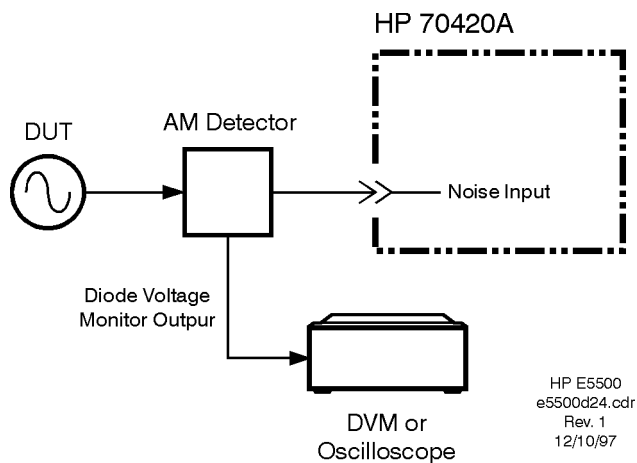 HP 70420A
DUT
AM Detector
Noise Input
Diode Voltage
Monitor Outpur
DVM or
Oscilloscope
HP E5500
e5500d24.cdr
Rev. 1
12/10/97